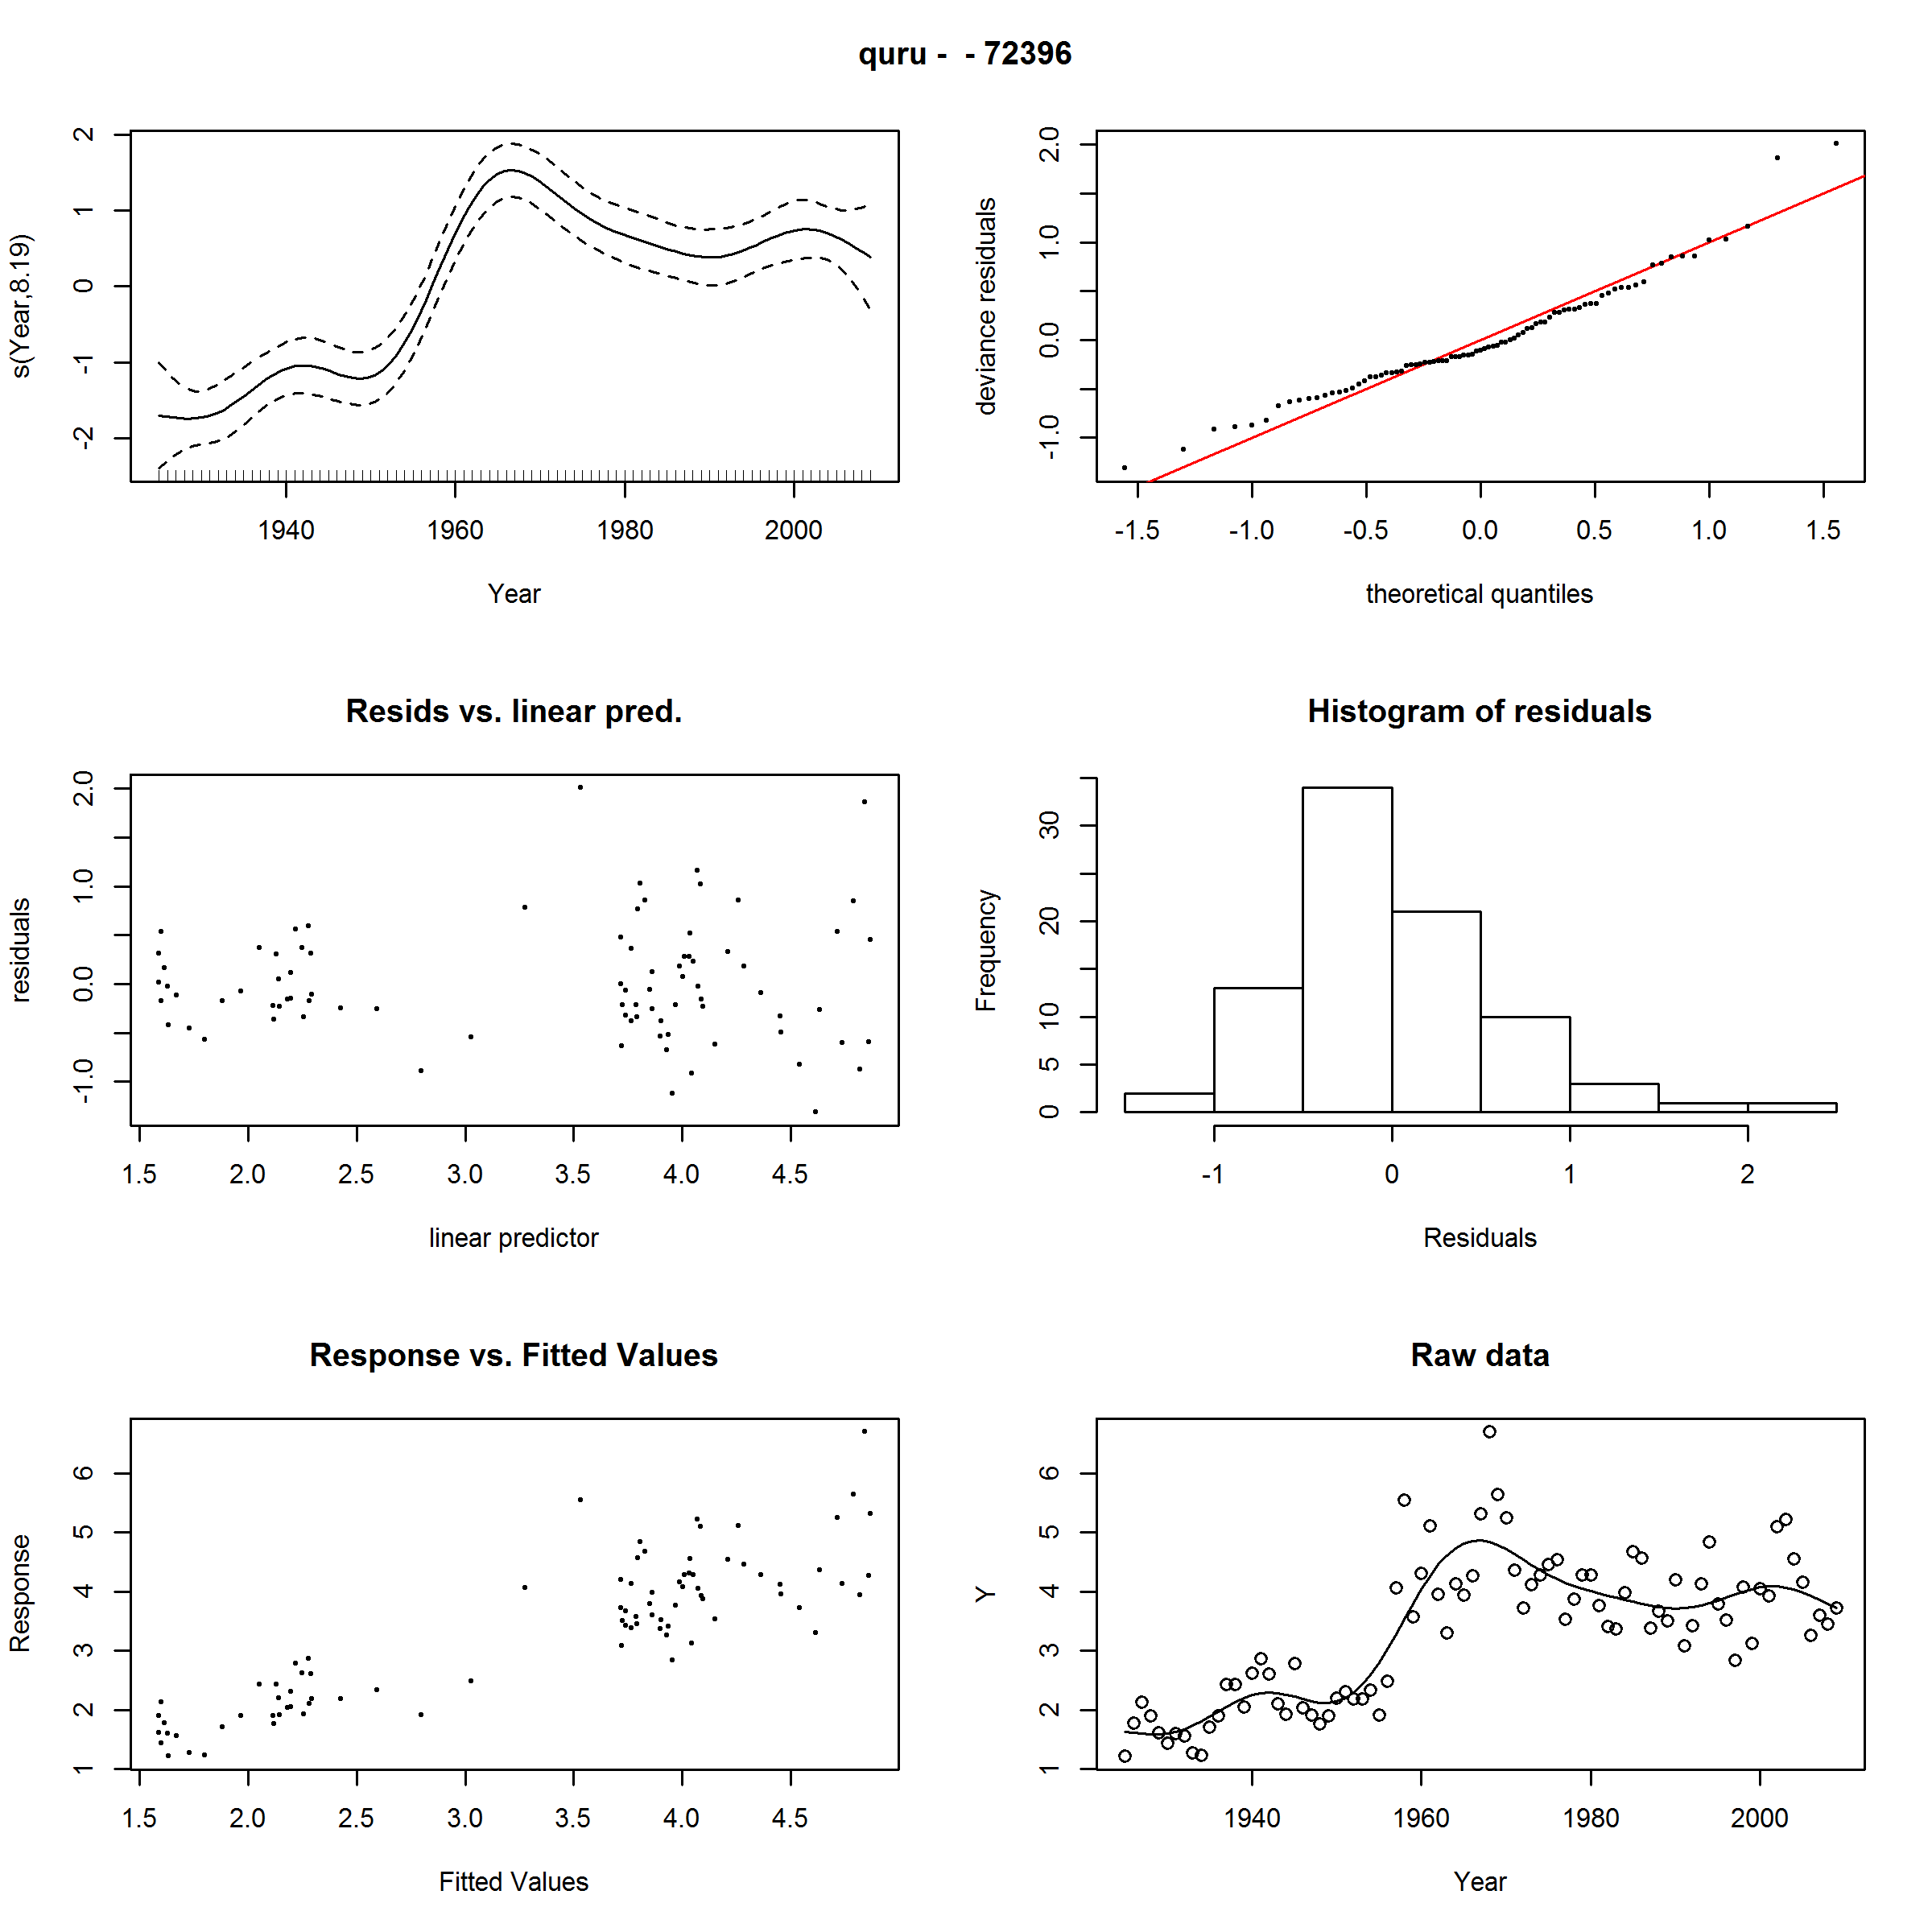 quru -  - 72396
s(Year,8.19)
2
1
0
-1
-2
1940 1960 1980 2000
Year
deviance residuals
2.0
1.0
0.0
-1.0
-1.5 -1.0 -0.5 0.0 0.5 1.0 1.5
theoretical quantiles
Resids vs. linear pred.
residuals
2.0
1.0
0.0
-1.0
1.5 2.0 2.5 3.0 3.5 4.0 4.5
linear predictor
Histogram of residuals
Frequency
30
20
10
5
0
-1 0 1 2
Residuals
Response vs. Fitted Values
Response
6
5
4
3
2
1
1.5 2.0 2.5 3.0 3.5 4.0 4.5
Fitted Values
Raw data
Y
6
5
4
3
2
1
1940 1960 1980 2000
Year